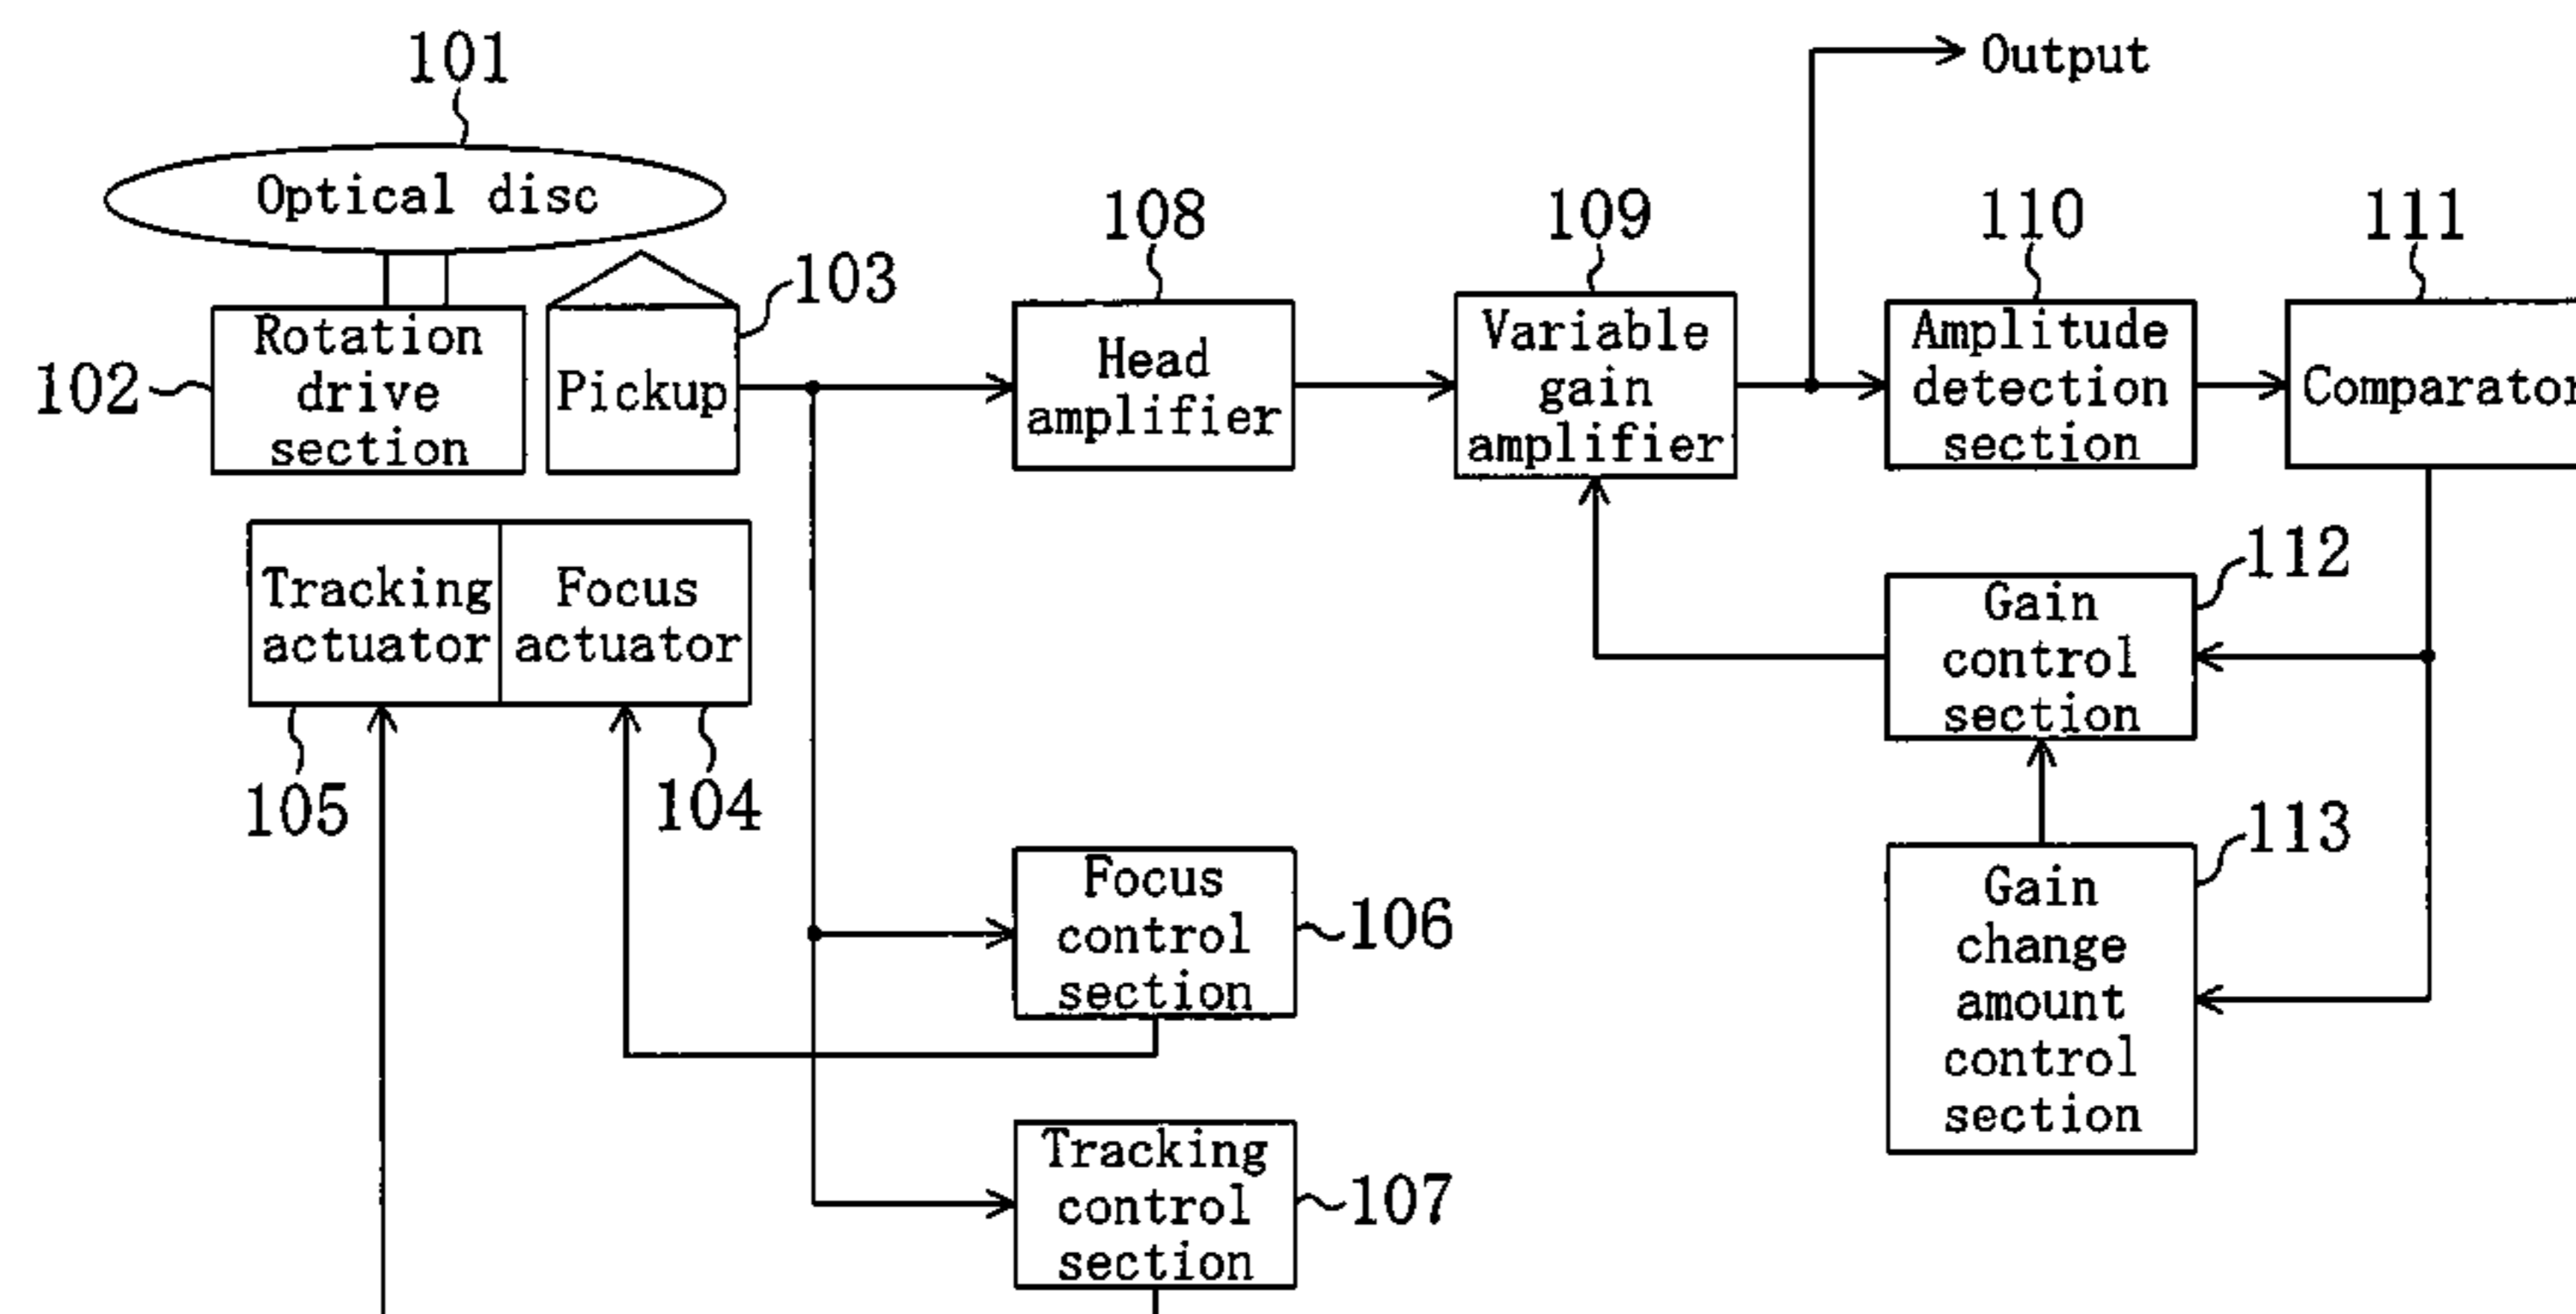 101
Output
Optical disc
108
109
110
111
103
102
Rotation
drive
section
Pickup
Head
amplifier
Variable
gain
amplifier
Amplitude
detection
section
Comparator
112
Tracking
actuator
Focus
actuator
Gain
control
section
105
104
113
Focus
control
section
106
Gain
change
amount
control
section
Tracking
control
section
107